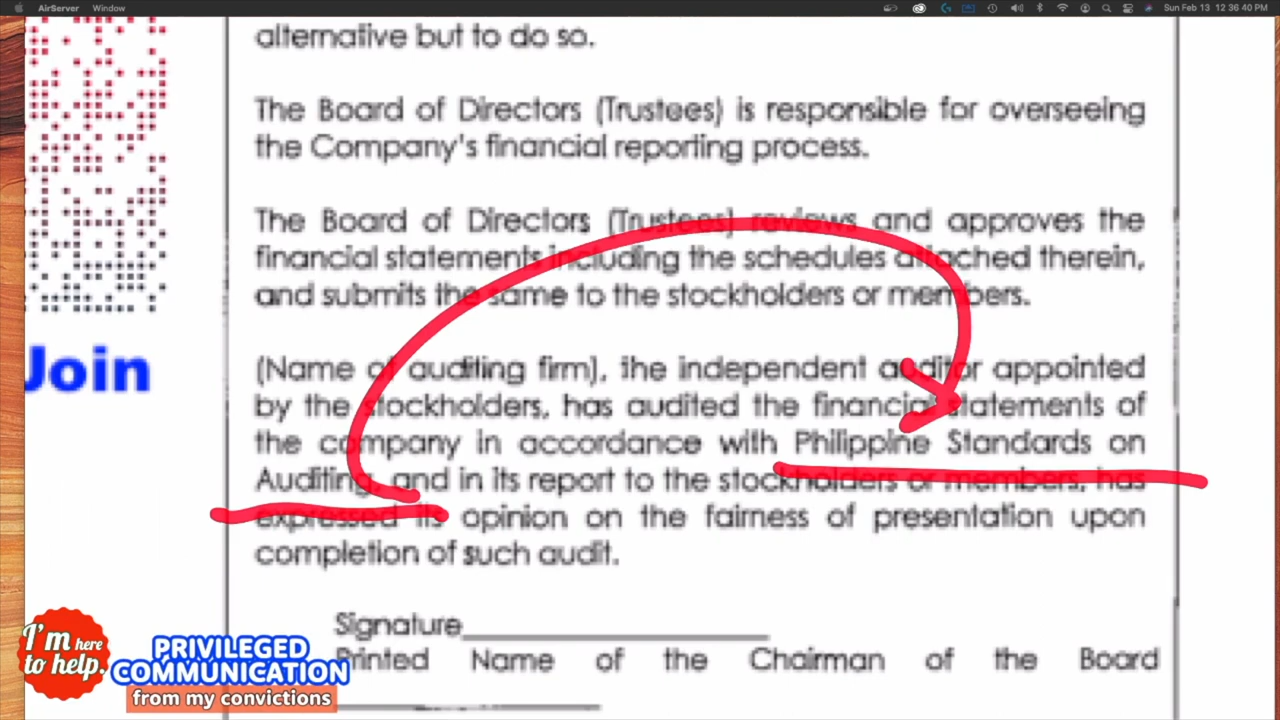 AirServer Window Sun Feb 13 12 36 40 PM
alternative but to do so.
The Board of Directors (Trustees) is responsible for overseeing
the Company's financial reporting process.
The Board of Directors (Trustees) reviews and approves the
financial statements including the schedules attached therein,
and submits the same to the stockholders or members.
(Name of auditing firm), the independent auditor appointed
by the stockholders, has audited the financial statements of
the company in accordance with Philippine Standards on
Auditing, and in its report to the stockholders or members, has
expressed its opinion on the fairness of presentation upon
completion of such audit.
Signature
Printed Name of the Chairman of the Board
Join
I'm here
to help.
PRIVILEGED
COMMUNICATION
from my convictions